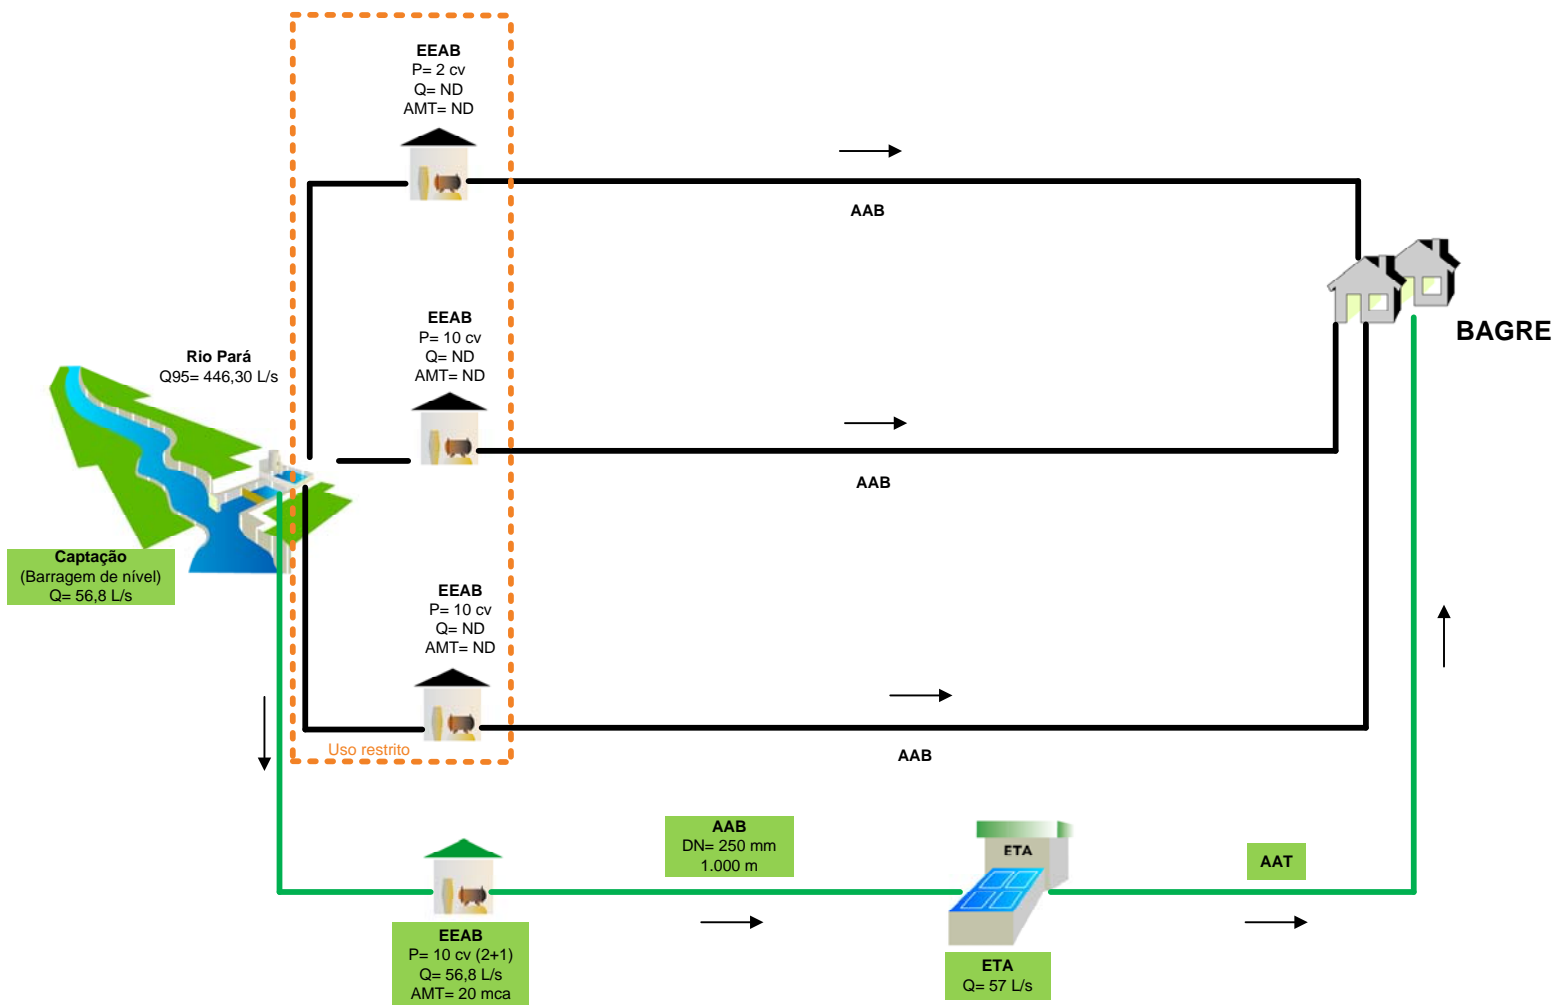 EEAB
P= 2 cv
Q= ND
AMT= ND
AAB
EEAB
P= 10 cv
Q= ND
AMT= ND
BAGRE
Rio Pará
Q95= 446,30 L/s
AAB
Captação
(Barragem de nível)
Q= 56,8 L/s
EEAB
P= 10 cv
Q= ND
AMT= ND
Uso restrito
AAB
AAB
DN= 250 mm
1.000 m
ETA
AAT
EEAB
P= 10 cv (2+1)
Q= 56,8 L/s
AMT= 20 mca
ETA
Q= 57 L/s